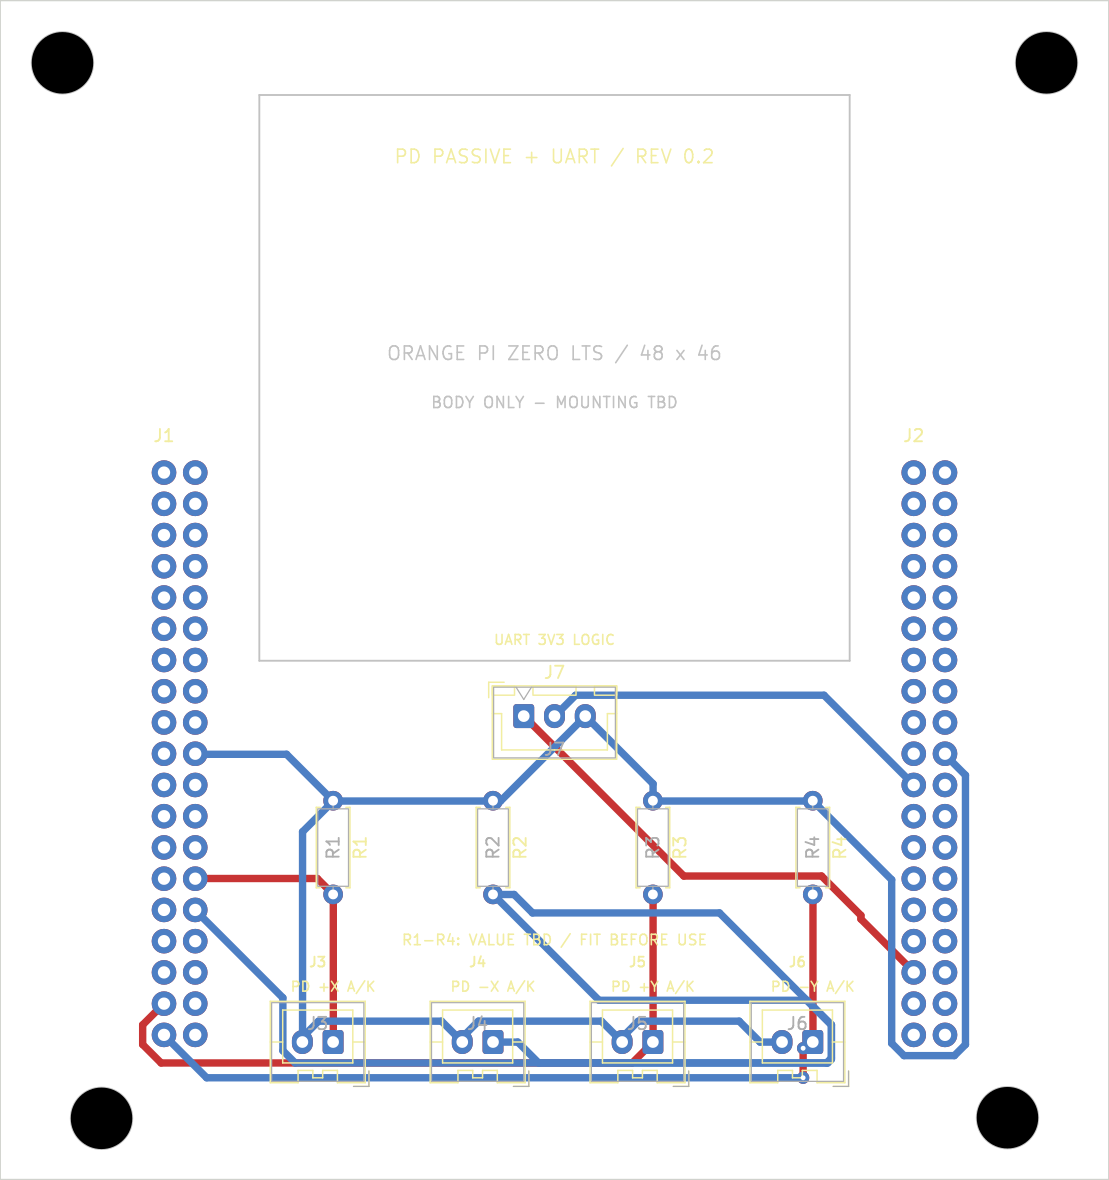 PD PASSIVE + UART / REV 0.2
ORANGE PI ZERO LTS / 48 x 46
BODY ONLY - MOUNTING TBD
J1
J2
UART 3V3 LOGIC
J7
J7
R1
R1
R2
R2
R3
R3
R4
R4
R1-R4: VALUE TBD / FIT BEFORE USE
J3
J4
J5
J6
PD +X A/K
PD -X A/K
PD +Y A/K
PD -Y A/K
J3
J4
J5
J6